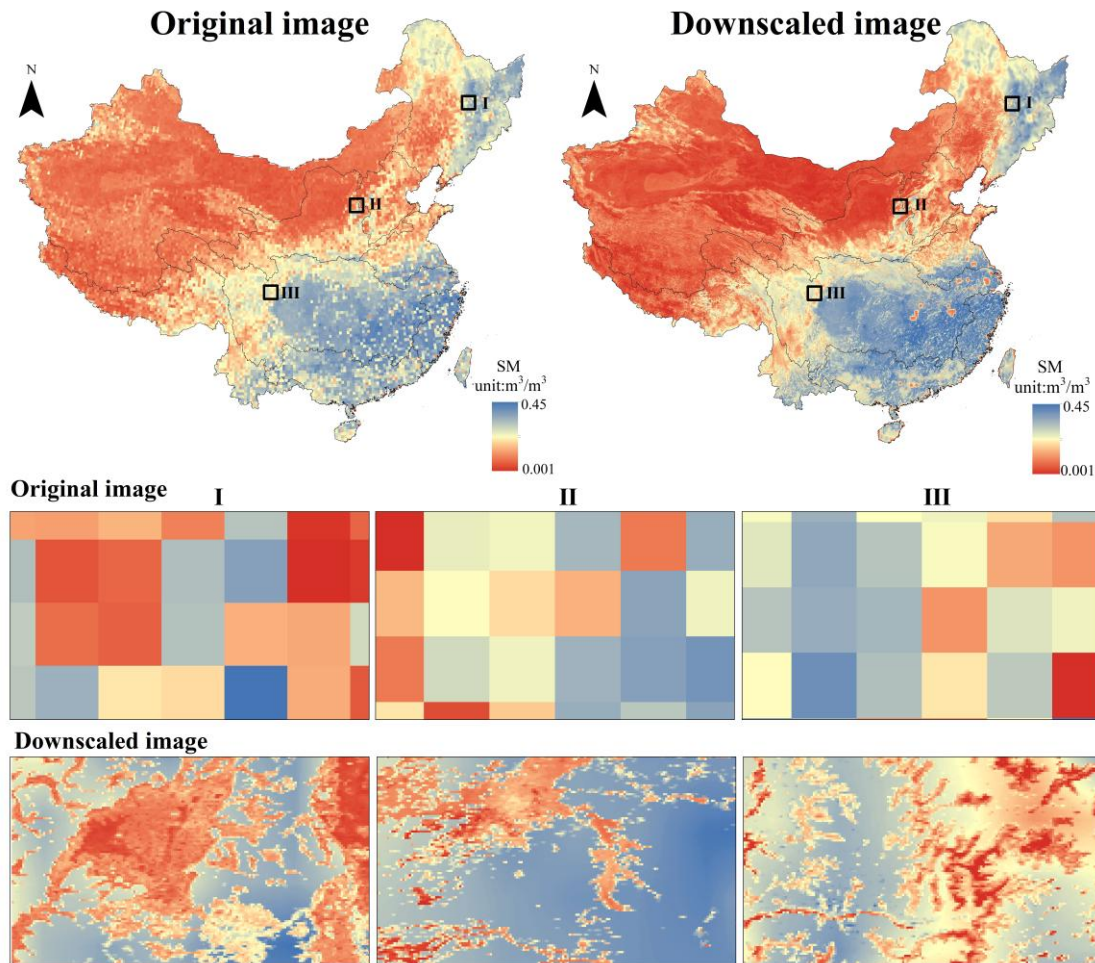 Original image
Downscaled image
N
N
I
I
II
II
III
III
SM
unit:m³/m³
0.45
0.001
SM
unit:m³/m³
0.45
0.001
Original image
I
II
III
Downscaled image